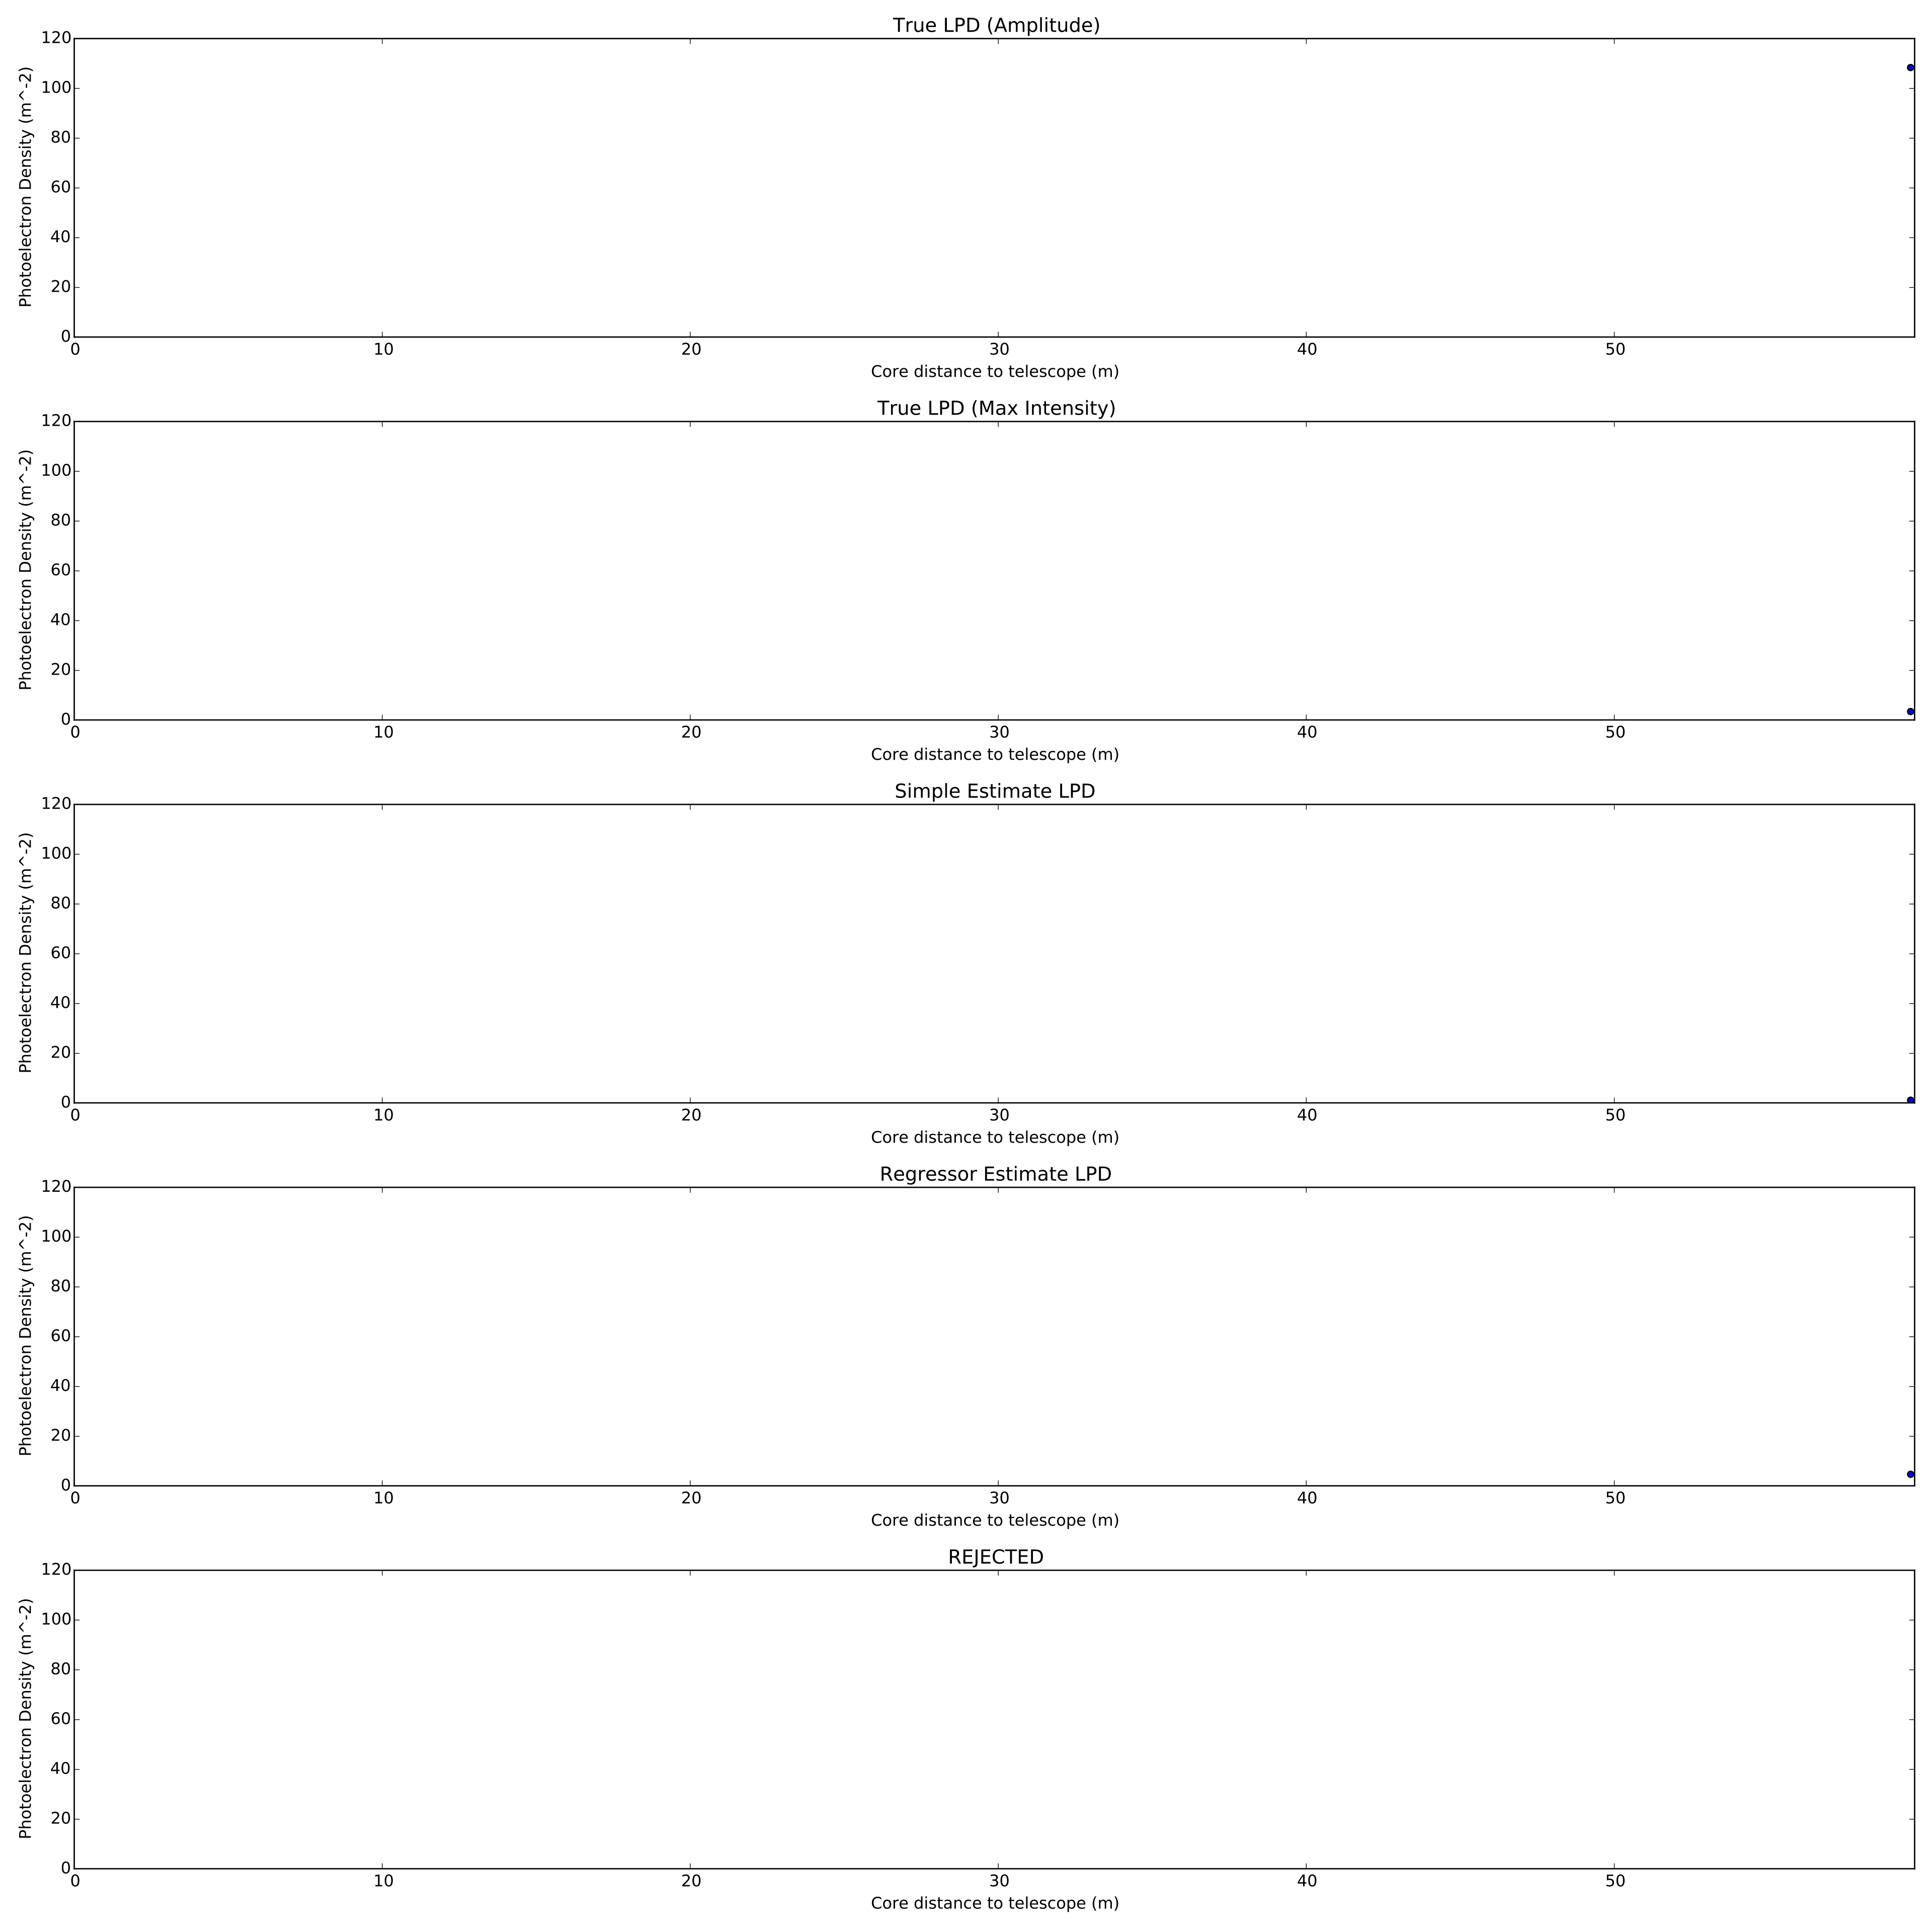 True LPD (Amplitude)
120
100
80
60
40
20
0
Photoelectron Density (m^-2)
0 10 20 30 40 50
Core distance to telescope (m)
True LPD (Max Intensity)
120
100
80
60
40
20
0
Photoelectron Density (m^-2)
0 10 20 30 40 50
Core distance to telescope (m)
Simple Estimate LPD
120
100
80
60
40
20
0
Photoelectron Density (m^-2)
0 10 20 30 40 50
Core distance to telescope (m)
Regressor Estimate LPD
120
100
80
60
40
20
0
Photoelectron Density (m^-2)
0 10 20 30 40 50
Core distance to telescope (m)
REJECTED
120
100
80
60
40
20
0
Photoelectron Density (m^-2)
0 10 20 30 40 50
Core distance to telescope (m)